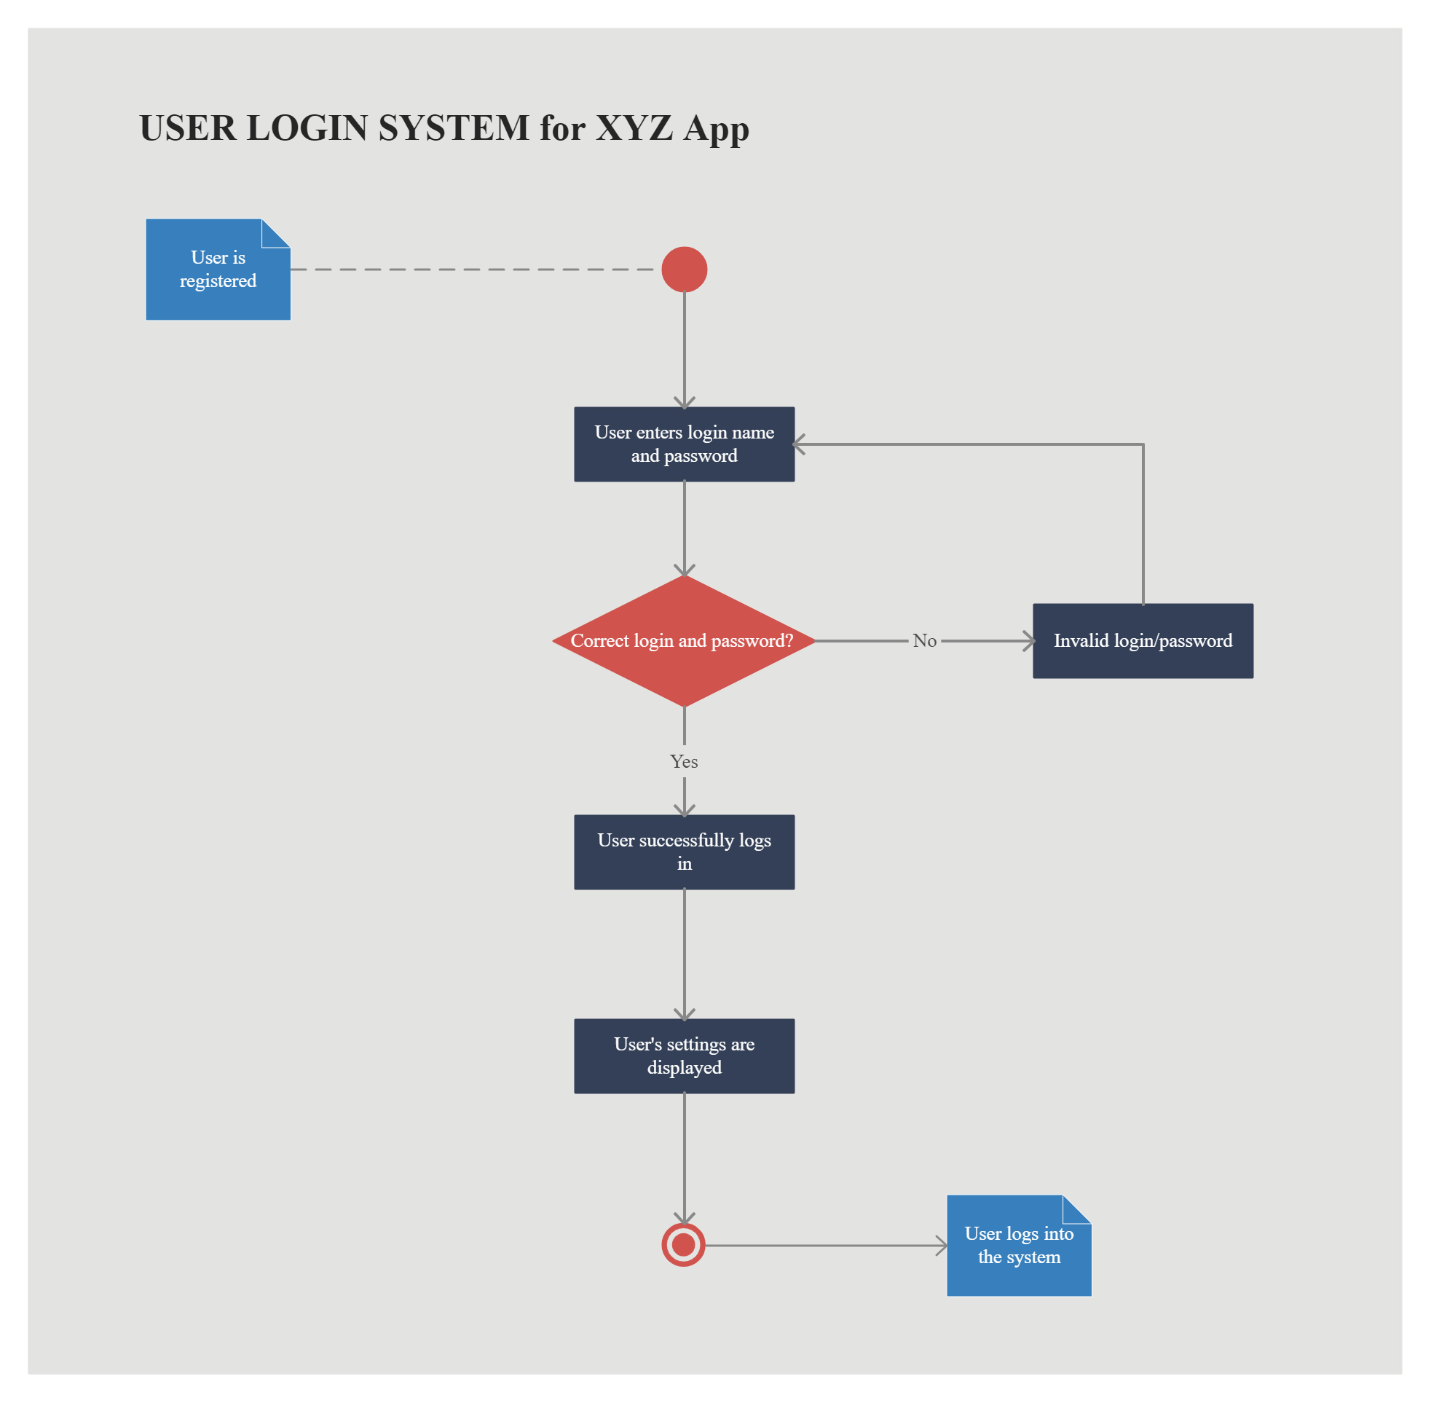 USER LOGIN SYSTEM for XYZ App
User is
registered
User enters login name
and password
Correct login and password?
No
Invalid login/password
Yes
User successfully logs
in
User's settings are
displayed
User logs into
the system